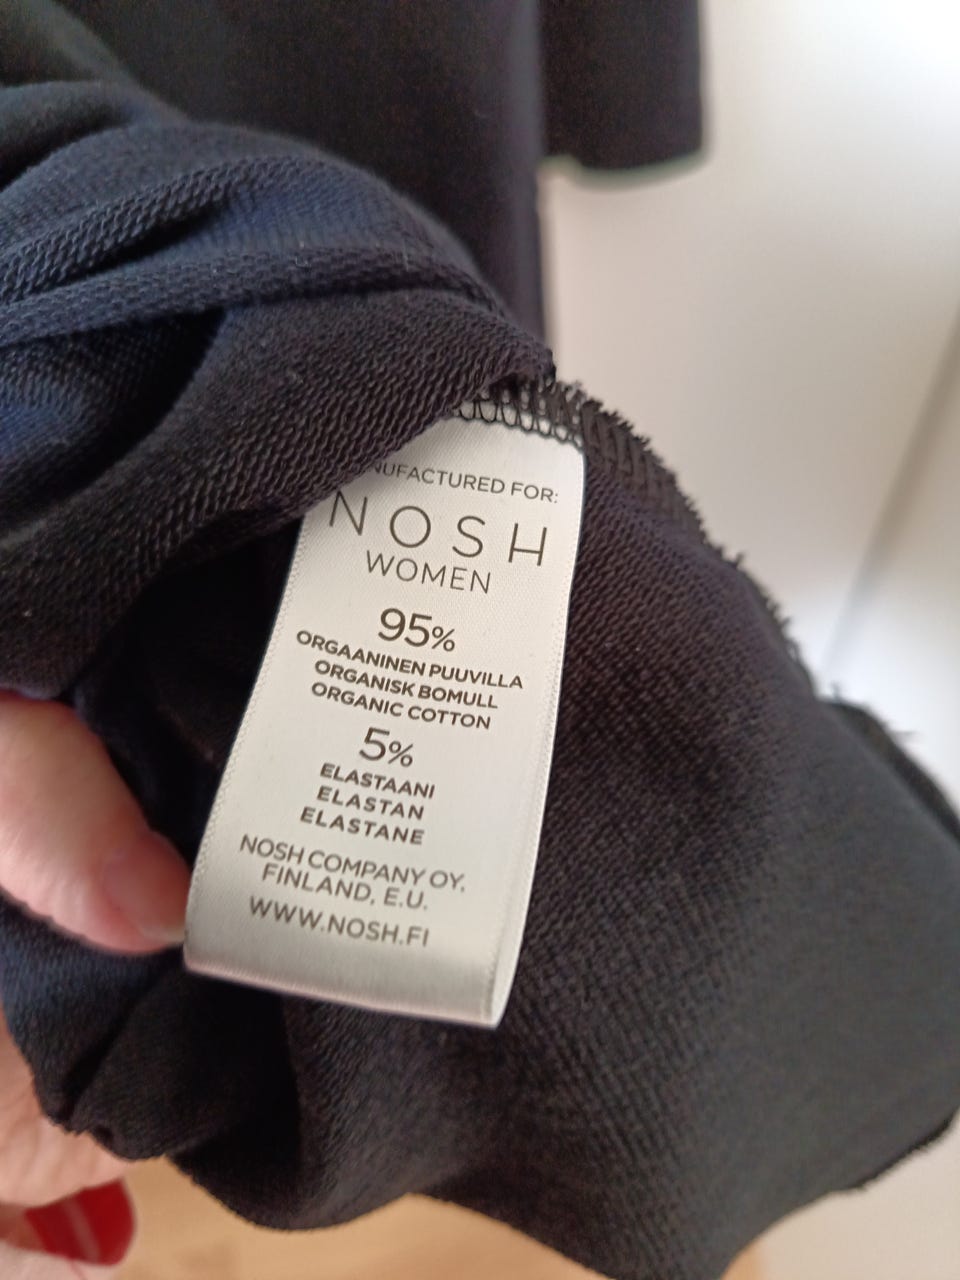 NUFACTURED FOR:
NOSH
WOMEN
95%
ORGAANINEN PUUVILLA
ORGANISK BOMULL
ORGANIC COTTON
5%
ELASTAANI
ELASTAN
ELASTANE
NOSH COMPANY OY,
FINLAND, E.U.
WWW.NOSH.FI